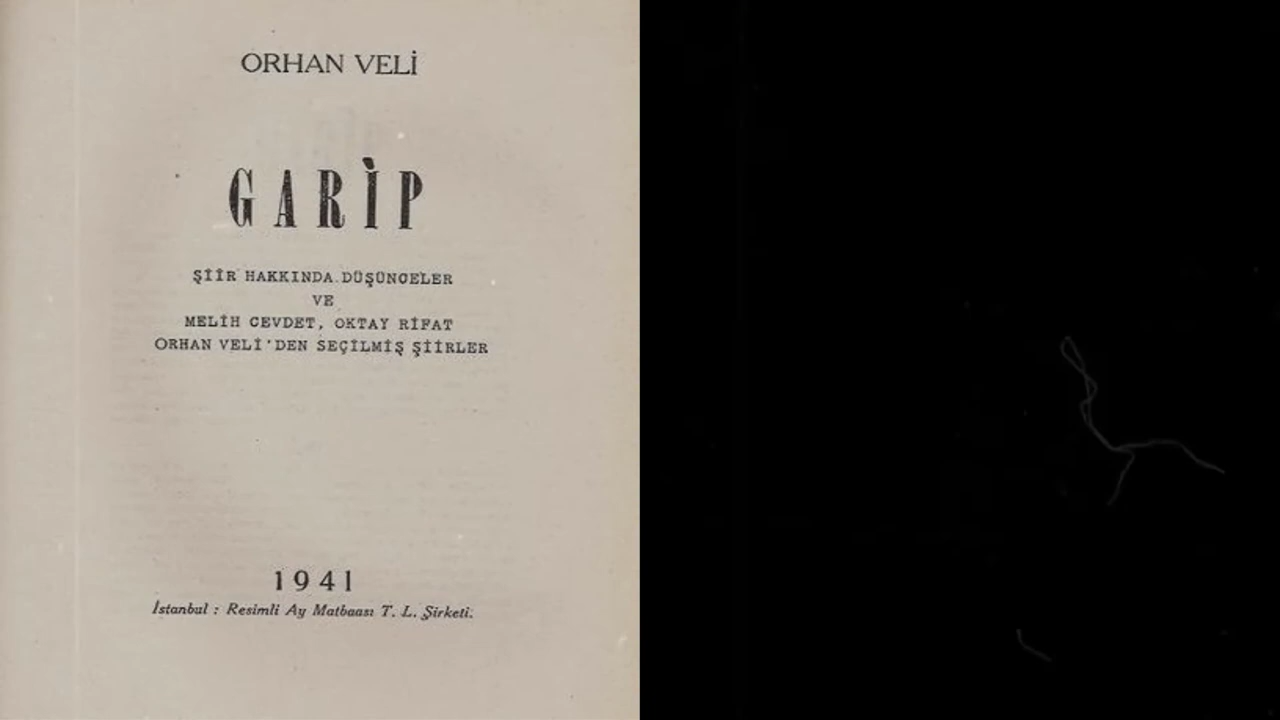 ORHAN VELİ
GARİP
ŞİİR HAKKINDA DÜŞÜNCELER
VE
MELİH CEVDET, OKTAY RİFAT
ORHAN VELİ'DEN SEÇİLMİŞ ŞİİRLER
1941
İstanbul : Resimli Ay Matbaası T. L. Şirketi.